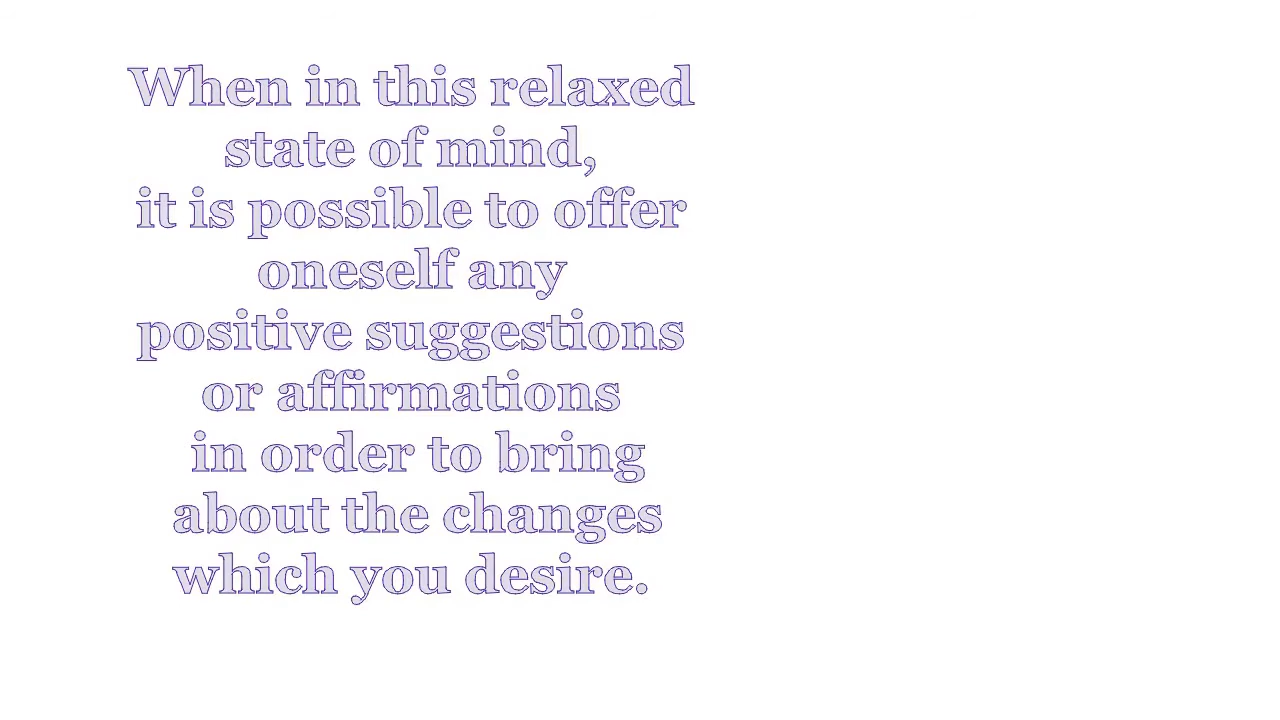 When in this relaxed
state of mind,
it is possible to offer
oneself any
positive suggestions
or affirmations
in order to bring
about the changes
which you desire.